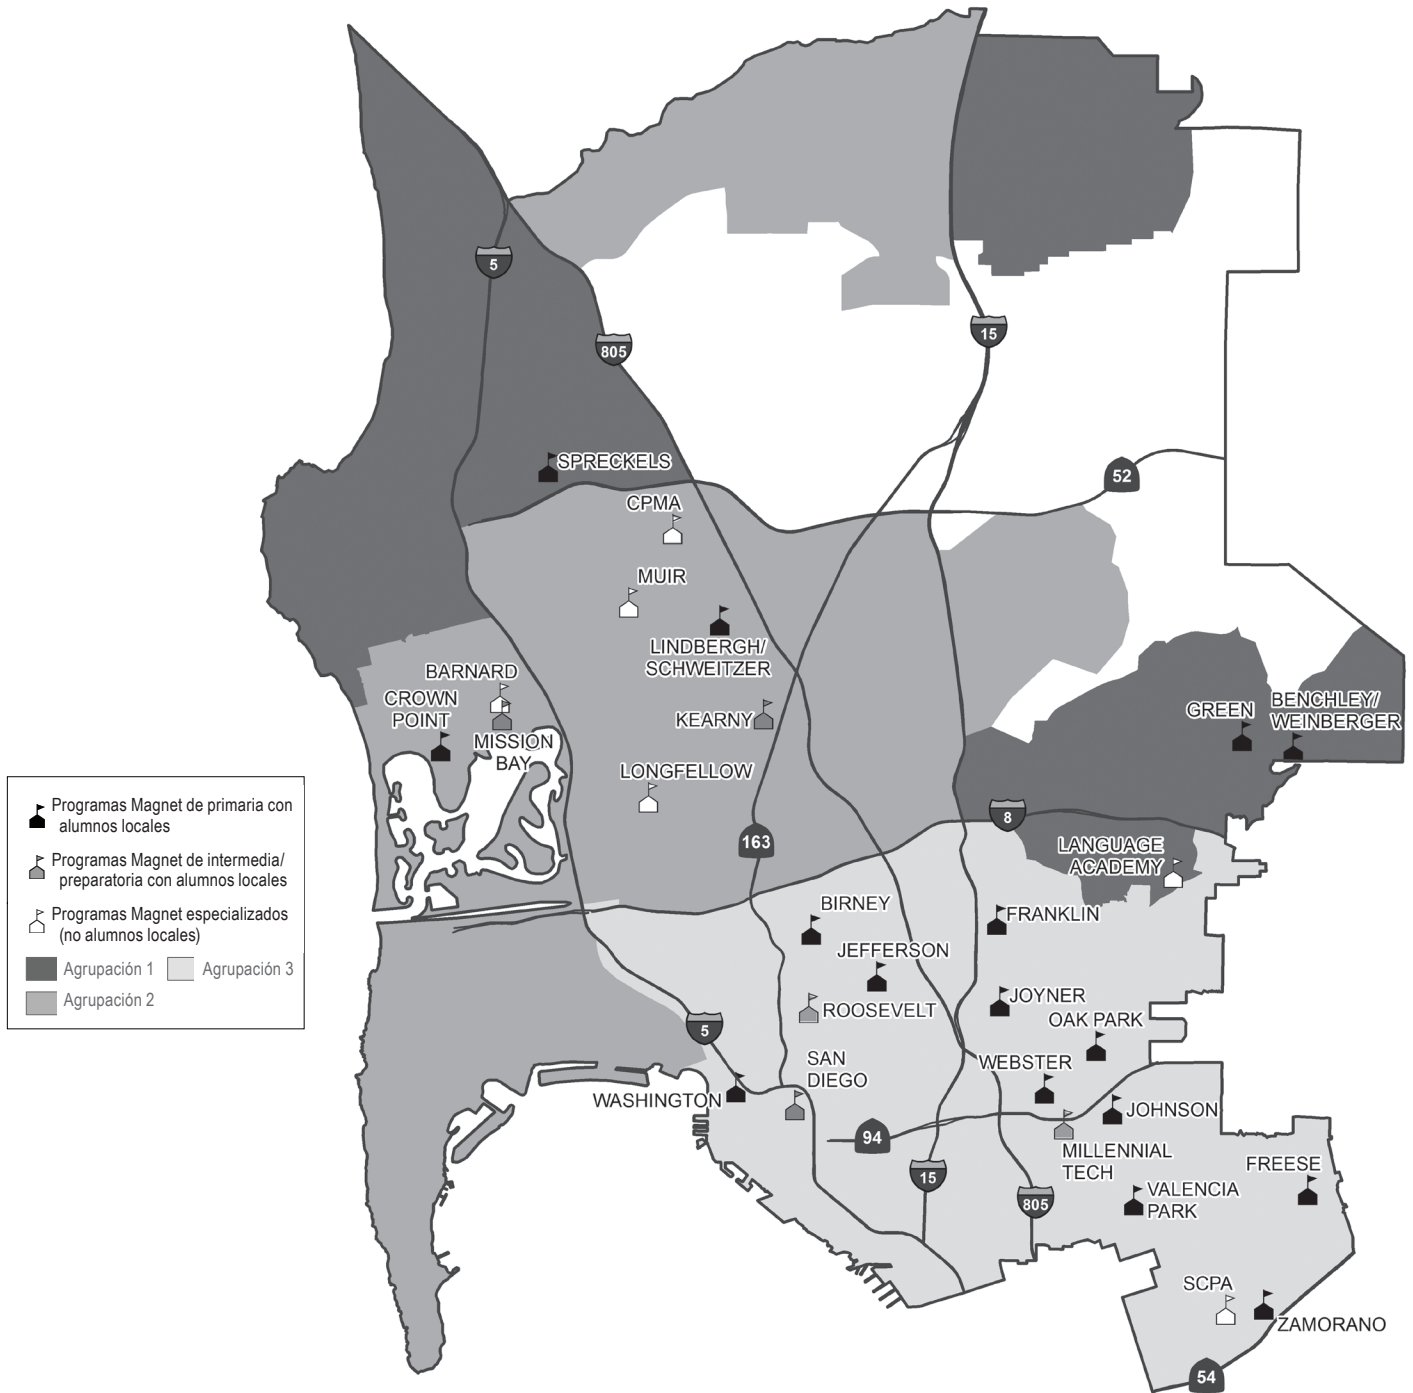 5
805
15
52
SPRECKELS
CPMA
MUIR
LINDBERGH/
SCHWEITZER
BARNARD
CROWN
POINT
MISSION
BAY
KEARNY
LONGFELLOW
GREEN
BENCHLEY/
WEINBERGER
163
8
LANGUAGE
ACADEMY
Programas Magnet de primaria con
alumnos locales
Programas Magnet de intermedia/
preparatoria con alumnos locales
Programas Magnet especializados
(no alumnos locales)
Agrupación 1
Agrupación 3
Agrupación 2
BIRNEY
FRANKLIN
JEFFERSON
ROOSEVELT
JOYNER
OAK PARK
5
SAN
DIEGO
WEBSTER
WASHINGTON
JOHNSON
94
MILLENNIAL
TECH
FREESE
15
805
VALENCIA
PARK
SCPA
ZAMORANO
54